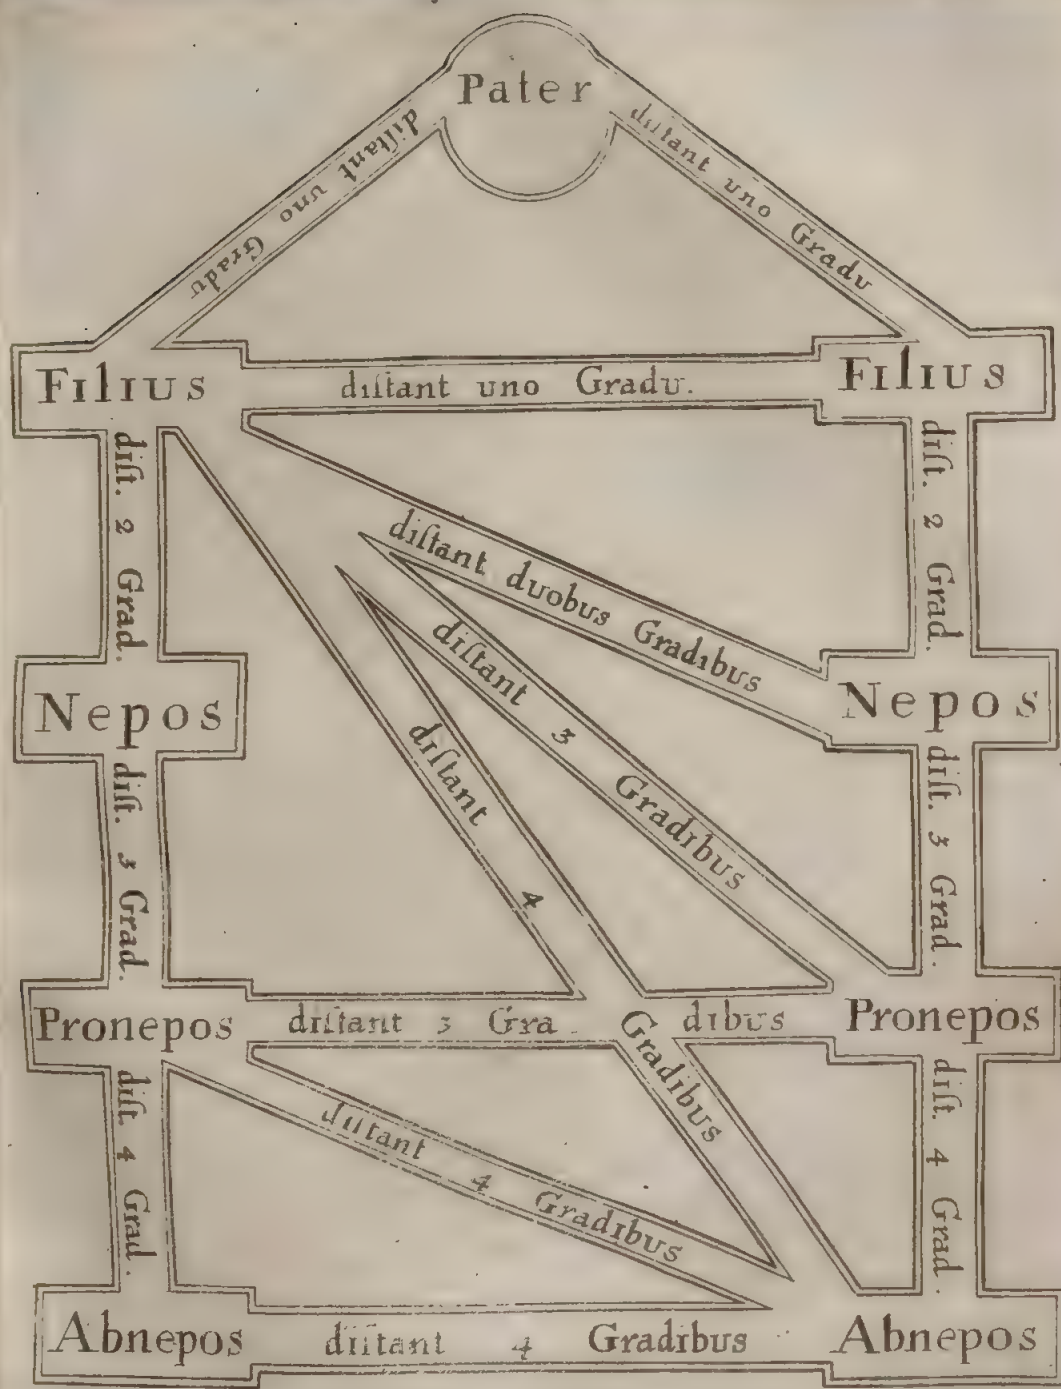 Pater
diſtant uno Gradu
diſtant uno Gradu
Filius
diſtant uno Gradu.
Filius
diſt. 2 Grad.
diſtant duobus Gradibus
diſt. 2 Grad.
diſtant 3 Gradibus
diſtant 4 Gradibus
Nepos
Nepos
diſt. 3 Grad.
diſt. 3 Grad.
Pronepos
diſtant 3 Gra dibus
Pronepos
diſt. 4 Grad.
diſtant 4 Gradibus
diſt. 4 Grad.
Abnepos
diſtant 4 Gradibus
Abnepos